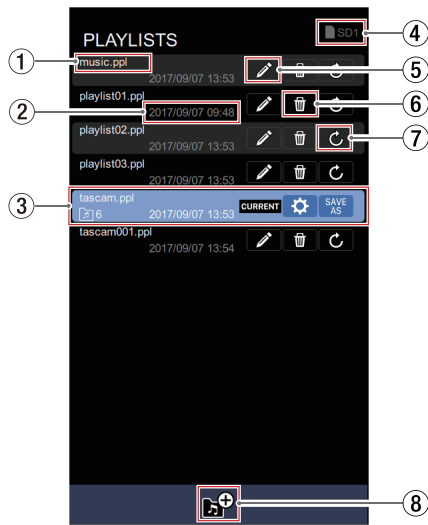 PLAYLISTS
SD1
4
1
music.ppl
2017/09/07 13:53
5
playlist01.ppl
2
2017/09/07 09:48
6
playlist02.ppl
2017/09/07 13:53
7
playlist03.ppl
2017/09/07 13:53
3
tascam.ppl
6
2017/09/07 13:53
CURRENT
SAVE
AS
tascam001.ppl
2017/09/07 13:54
8